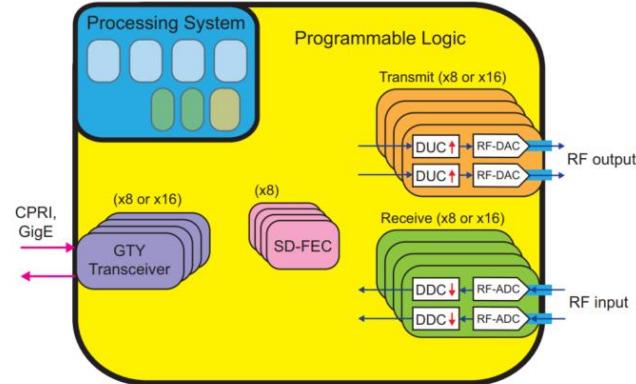 Processing System
Programmable Logic
Transmit (x8 or x16)
DUC
RF-DAC
DUC
RF-DAC
RF output
(x8 or x16)
(x8)
CPRI,
GigE
GTY
Transceiver
SD-FEC
Receive (x8 or x16)
DDC
RF-ADC
DDC
RF-ADC
RF input